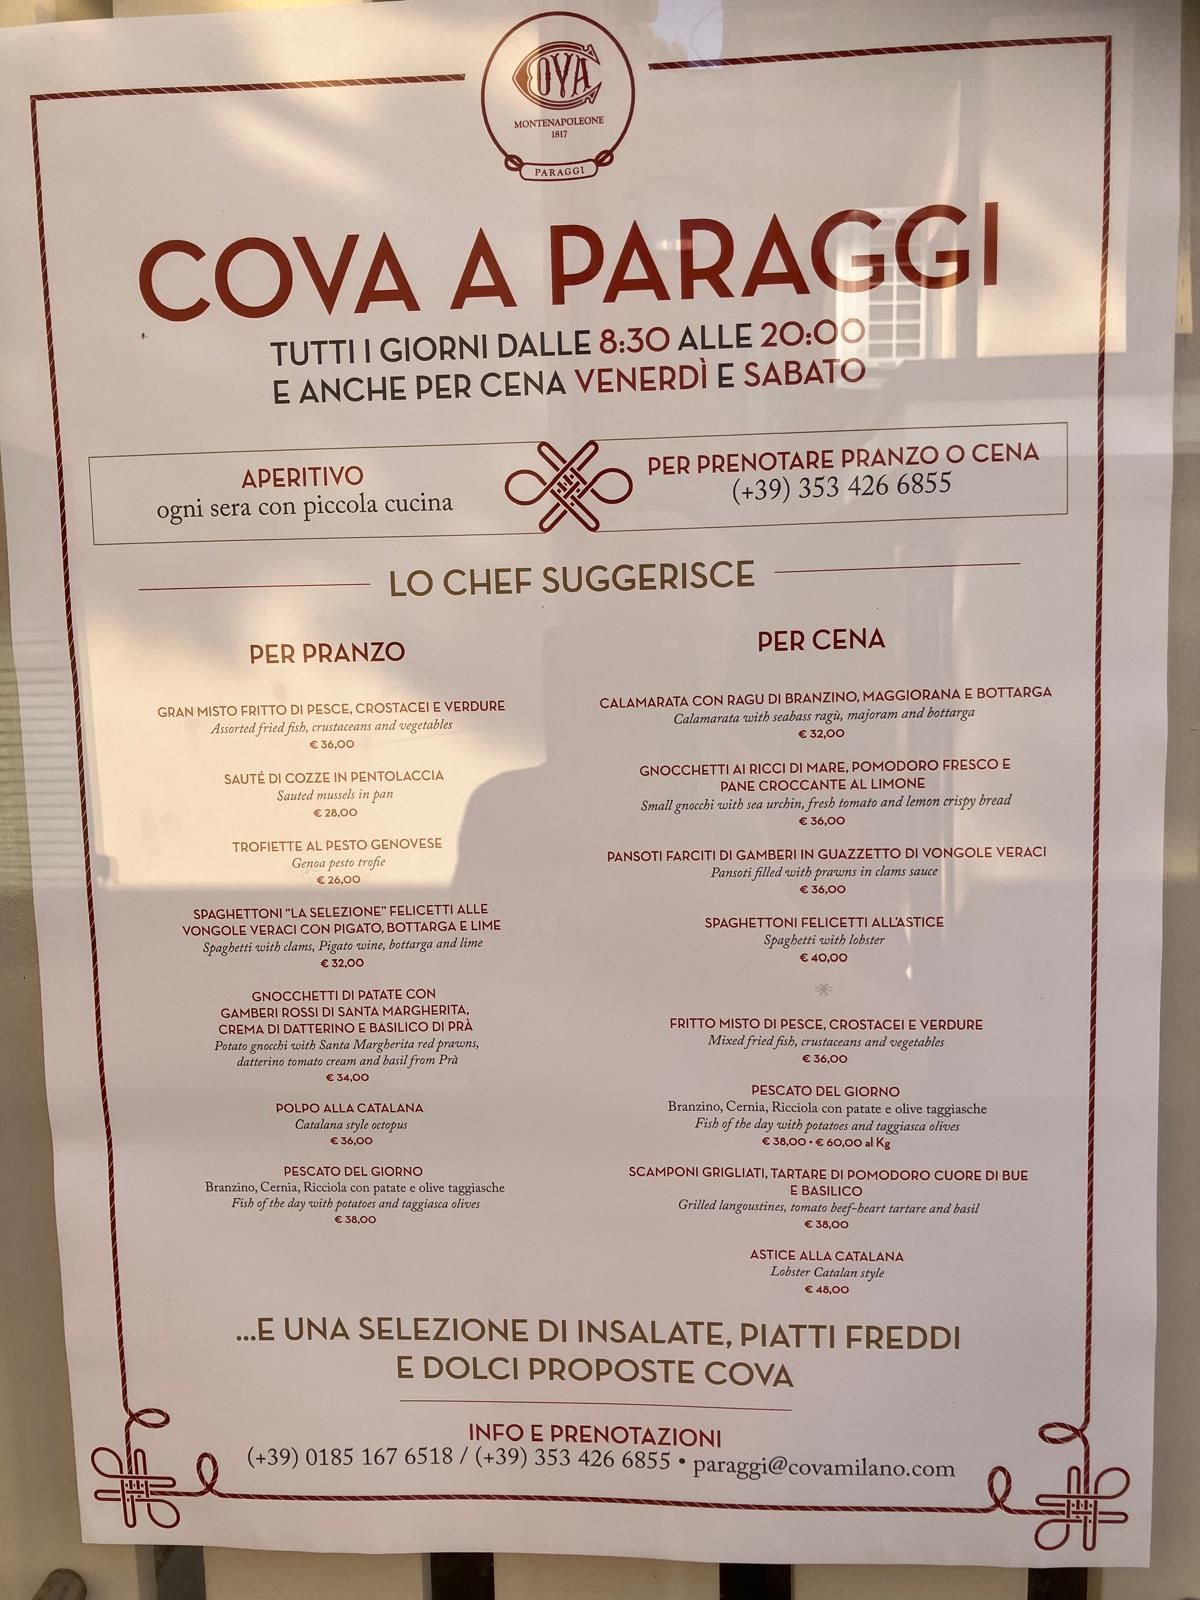 COVA
MONTENAPOLEONE
1817
PARAGGI
COVA A PARAGGI
TUTTI I GIORNI DALLE 8:30 ALLE 20:00
E ANCHE PER CENA VENERDÌ E SABATO
APERITIVO
ogni sera con piccola cucina
PER PRENOTARE PRANZO O CENA
(+39) 353 426 6855
LO CHEF SUGGERISCE
PER PRANZO
GRAN MISTO FRITTO DI PESCE, CROSTACEI E VERDURE
Assorted fried fish, crustaceans and vegetables
€ 36,00
SAUTÉ DI COZZE IN PENTOLACCIA
Sauted mussels in pan
€ 28,00
TROFIETTE AL PESTO GENOVESE
Genoa pesto trofie
€ 26,00
SPAGHETTONI “LA SELEZIONE” FELICETTI ALLE
VONGOLE VERACI CON PIGATO, BOTTARGA E LIME
Spaghetti with clams, Pigato wine, bottarga and lime
€ 32,00
GNOCCHETTI DI PATATE CON
GAMBERI ROSSI DI SANTA MARGHERITA,
CREMA DI DATTERINO E BASILICO DI PRÀ
Potato gnocchi with Santa Margherita red prawns,
datterino tomato cream and basil from Prà
€ 34,00
POLPO ALLA CATALANA
Catalana style octopus
€ 36,00
PESCATO DEL GIORNO
Branzino, Cernia, Ricciola con patate e olive taggiasche
Fish of the day with potatoes and taggiasca olives
€ 38,00
PER CENA
CALAMARATA CON RAGU DI BRANZINO, MAGGIORANA E BOTTARGA
Calamarata with seabass ragù, majoram and bottarga
€ 32,00
GNOCCHETTI AI RICCI DI MARE, POMODORO FRESCO E
PANE CROCCANTE AL LIMONE
Small gnocchi with sea urchin, fresh tomato and lemon crispy bread
€ 36,00
PANSOTI FARCITI DI GAMBERI IN GUAZZETTO DI VONGOLE VERACI
Pansoti filled with prawns in clams sauce
€ 36,00
SPAGHETTONI FELICETTI ALL'ASTICE
Spaghetti with lobster
€ 40,00
FRITTO MISTO DI PESCE, CROSTACEI E VERDURE
Mixed fried fish, crustaceans and vegetables
€ 36,00
PESCATO DEL GIORNO
Branzino, Cernia, Ricciola con patate e olive taggiasche
Fish of the day with potatoes and taggiasca olives
€ 38,00 • € 60,00 al Kg
SCAMPONI GRIGLIATI, TARTARE DI POMODORO CUORE DI BUE
E BASILICO
Grilled langoustines, tomato beef-heart tartare and basil
€ 38,00
ASTICE ALLA CATALANA
Lobster Catalan style
€ 48,00
...E UNA SELEZIONE DI INSALATE, PIATTI FREDDI
E DOLCI PROPOSTE COVA
INFO E PRENOTAZIONI
(+39) 0185 167 6518 / (+39) 353 426 6855 • paraggi@covamilano.com